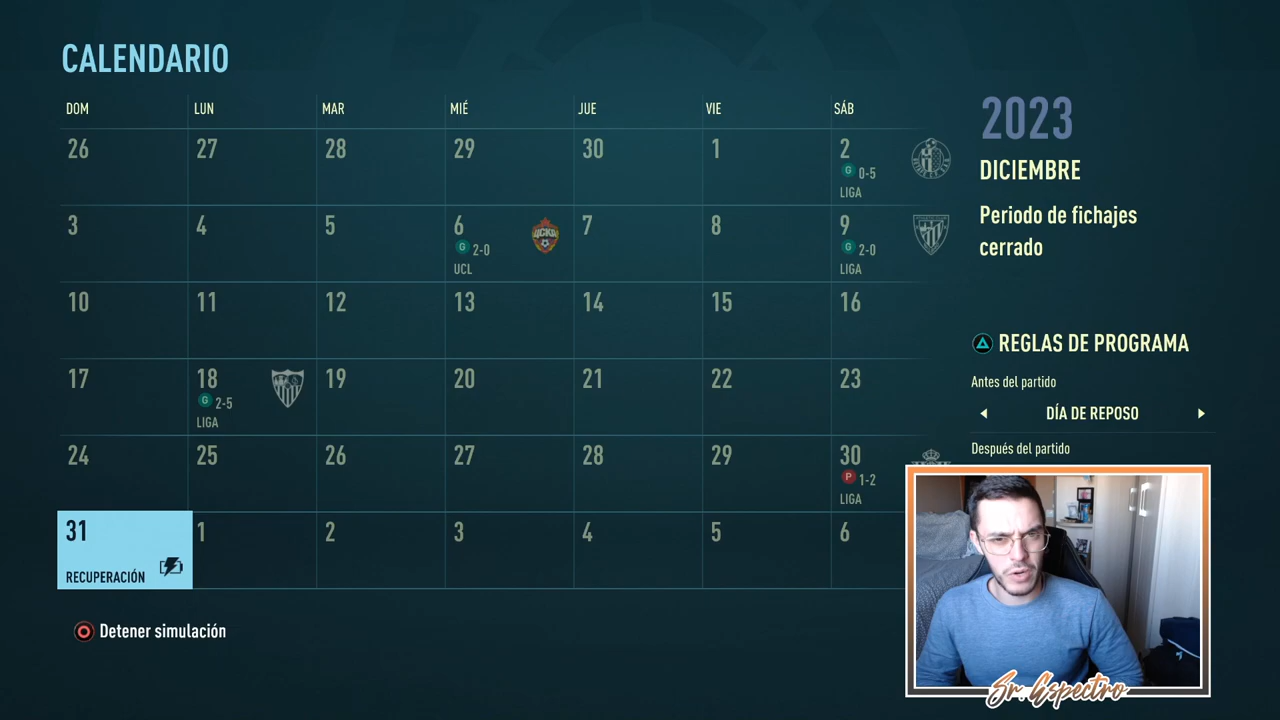 CALENDARIO
DOM LUN MAR MIÉ JUE VIE SÁB
26 27 28 29 30 1 2
G 0-5
LIGA
3 4 5 6 7 8 9
ЦСКА
G 2-0 G 2-0
UCL LIGA
10 11 12 13 14 15 16
17 18 19 20 21 22 23
G 2-5
LIGA
24 25 26 27 28 29 30
P 1-2
LIGA
31 1 2 3 4 5 6
RECUPERACIÓN
Detener simulación
2023
DICIEMBRE
Periodo de fichajes
cerrado
REGLAS DE PROGRAMA
Antes del partido
DÍA DE REPOSO
Después del partido
Sr. Espectro